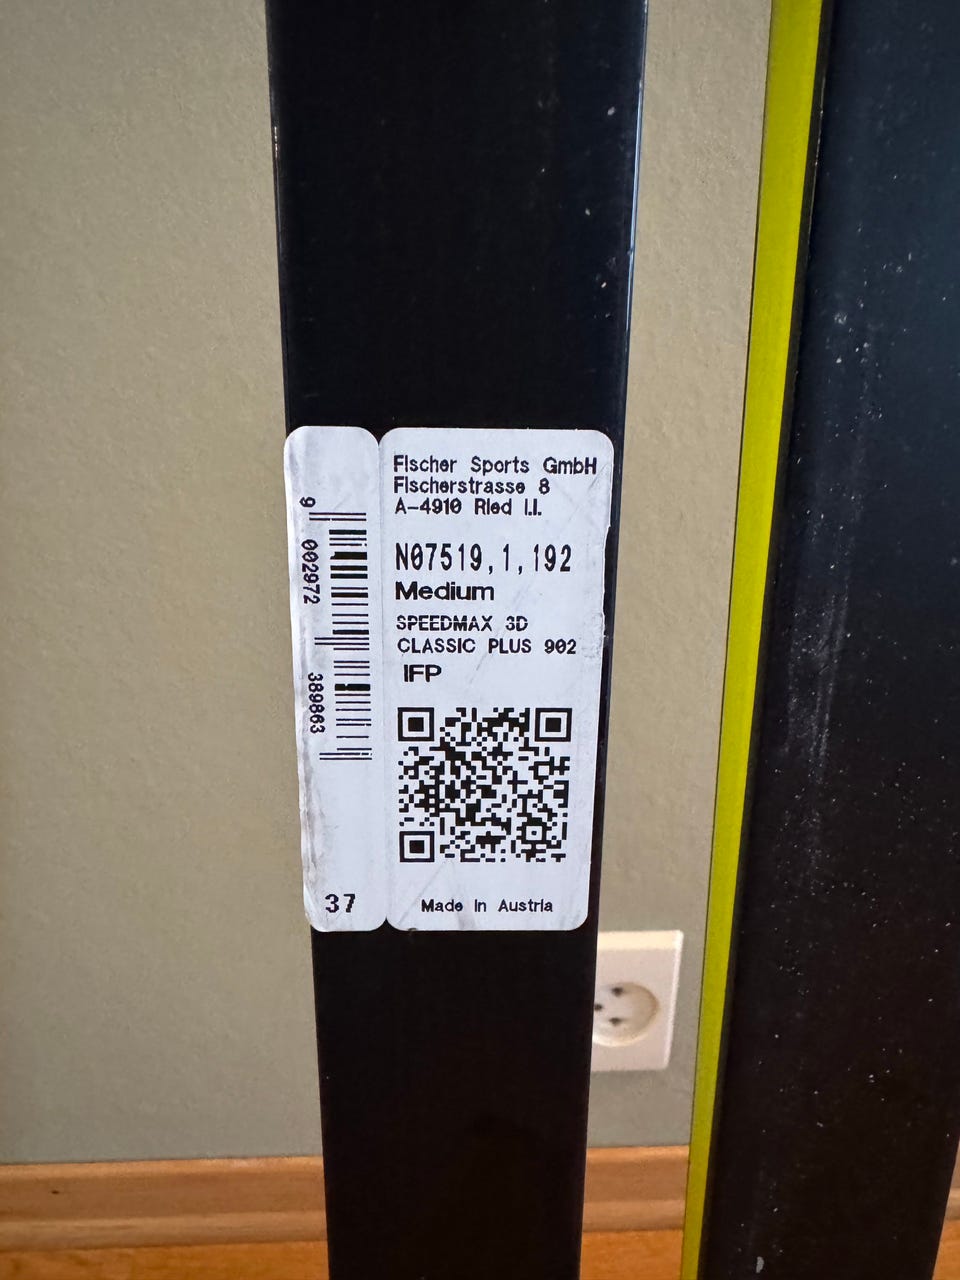 Fischer Sports GmbH
Fischerstrasse 8
A-4910 Ried i.I.
N07519,1,192
Medium
SPEEDMAX 3D
CLASSIC PLUS 902
IFP
Made in Austria
9 002972 389863
37